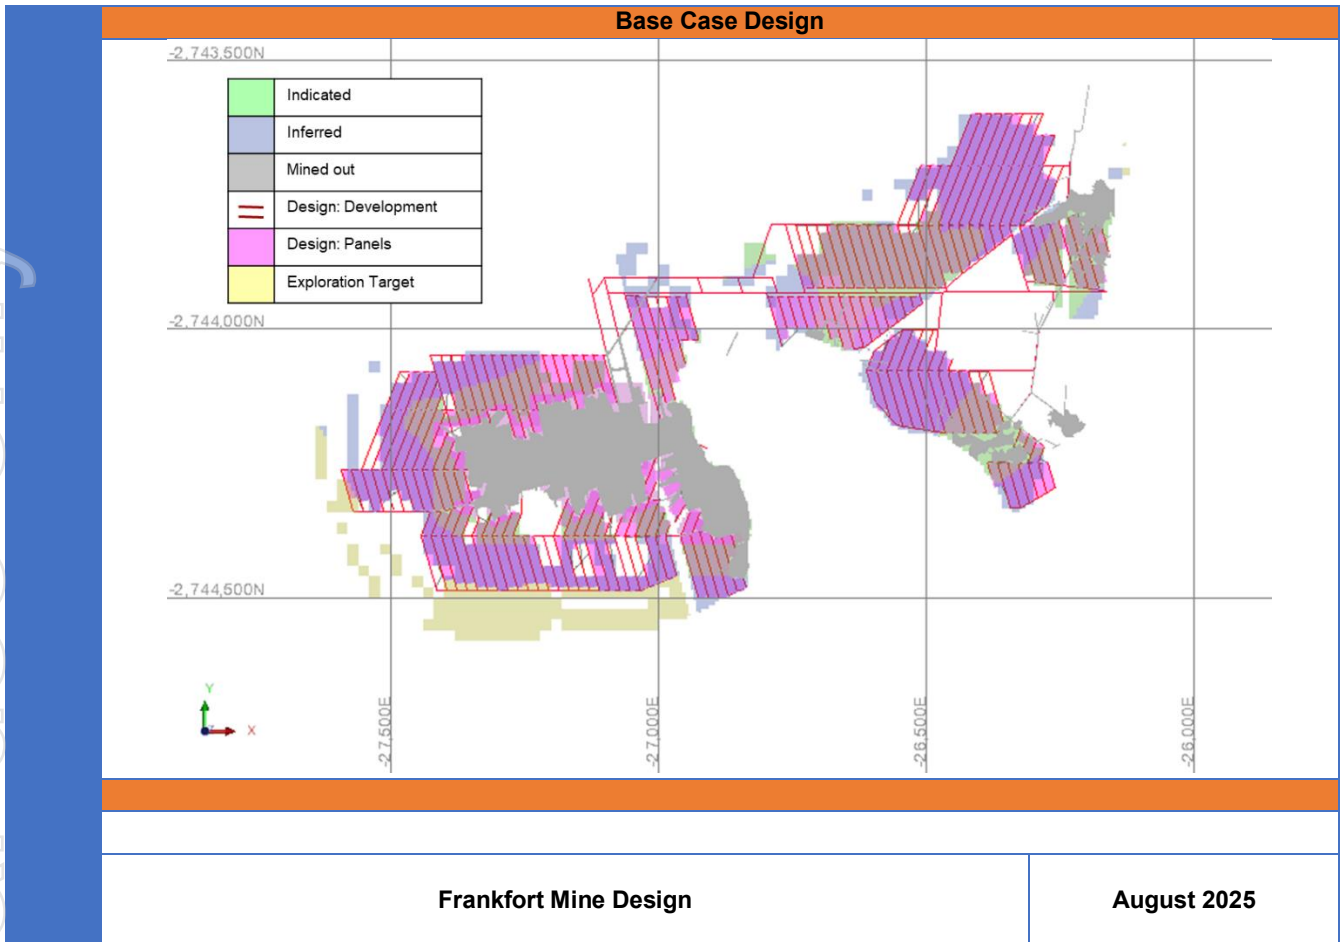 Base Case Design
-2,743,500N
Indicated
Inferred
Mined out
Design: Development
Design: Panels
Exploration Target
-2,744,000N
-2,744,500N
Y
X
-27,500E
-27,000E
-26,500E
-26,000E
Frankfort Mine Design
August 2025